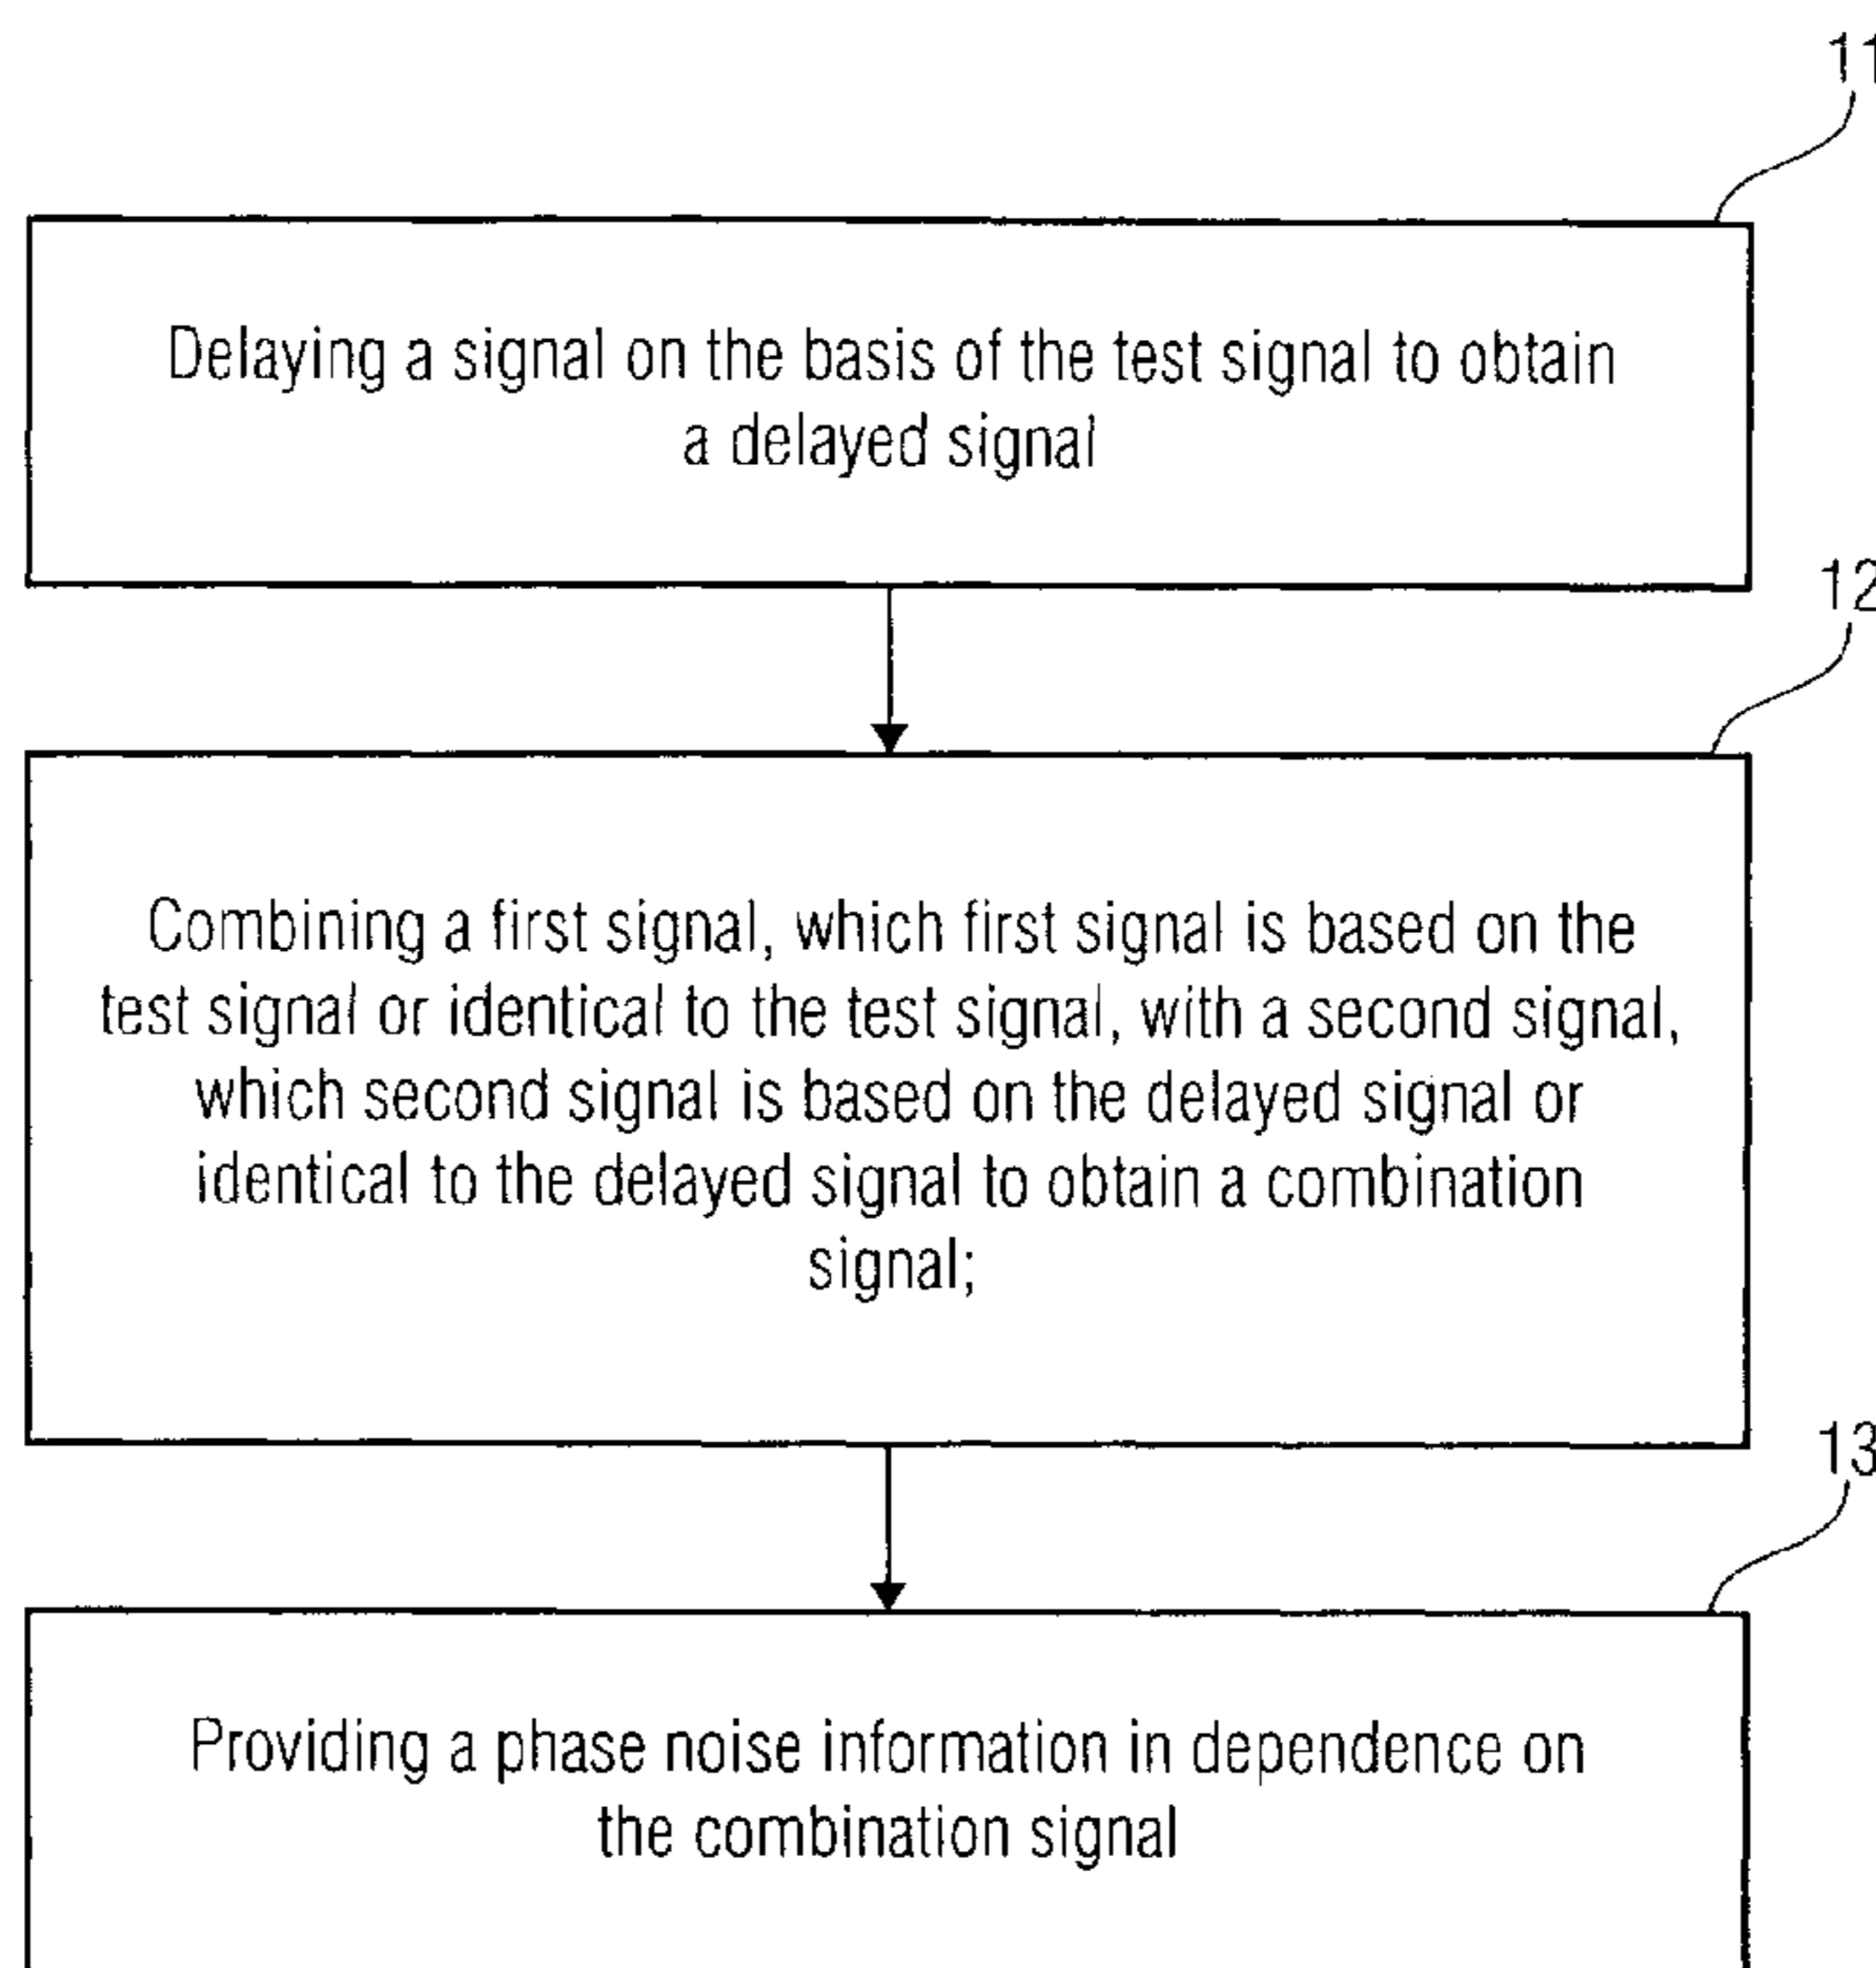 11
Delaying a signal on the basis of the test signal to obtain
a delayed signal
12
Combining a first signal, which first signal is based on the
test signal or identical to the test signal, with a second signal,
which second signal is based on the delayed signal or
identical to the delayed signal to obtain a combination
signal;
13
Providing a phase noise information in dependence on
the combination signal